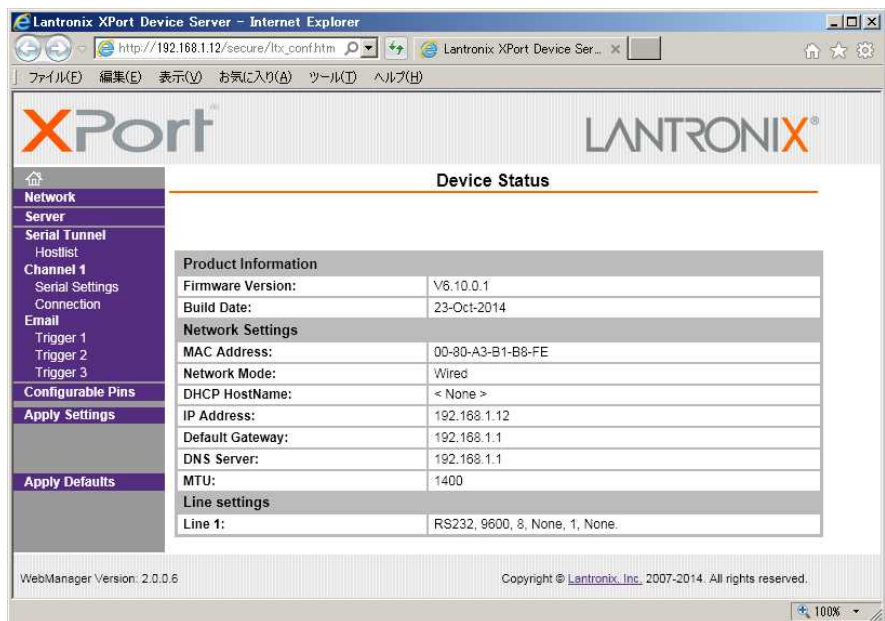 Lantronix XPort Device Server - Internet Explorer
http://192.168.1.12/secure/ltx_conf.htm
Lantronix XPort Device Ser...
ファイル(F) 編集(E) 表示(V) お気に入り(A) ツール(T) ヘルプ(H)
XPort™
LANTRONIX®
Device Status
Network
Server
Serial Tunnel
Hostlist
Channel 1
Serial Settings
Connection
Email
Trigger 1
Trigger 2
Trigger 3
Configurable Pins
Apply Settings
Apply Defaults
Product Information
Firmware Version: V6.10.0.1
Build Date: 23-Oct-2014
Network Settings
MAC Address: 00-80-A3-B1-B8-FE
Network Mode: Wired
DHCP HostName: < None >
IP Address: 192.168.1.12
Default Gateway: 192.168.1.1
DNS Server: 192.168.1.1
MTU: 1400
Line settings
Line 1: RS232, 9600, 8, None, 1, None.
WebManager Version: 2.0.0.6
Copyright © Lantronix, Inc. 2007-2014. All rights reserved.
100%